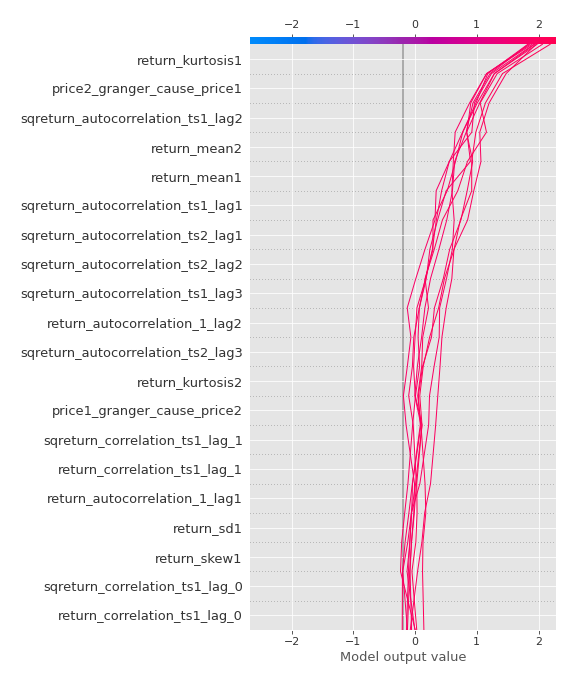 −2 −1 0 1 2
return_kurtosis1
price2_granger_cause_price1
sqreturn_autocorrelation_ts1_lag2
return_mean2
return_mean1
sqreturn_autocorrelation_ts1_lag1
sqreturn_autocorrelation_ts2_lag1
sqreturn_autocorrelation_ts2_lag2
sqreturn_autocorrelation_ts1_lag3
return_autocorrelation_1_lag2
sqreturn_autocorrelation_ts2_lag3
return_kurtosis2
price1_granger_cause_price2
sqreturn_correlation_ts1_lag_1
return_correlation_ts1_lag_1
return_autocorrelation_1_lag1
return_sd1
return_skew1
sqreturn_correlation_ts1_lag_0
return_correlation_ts1_lag_0
−2 −1 0 1 2
Model output value